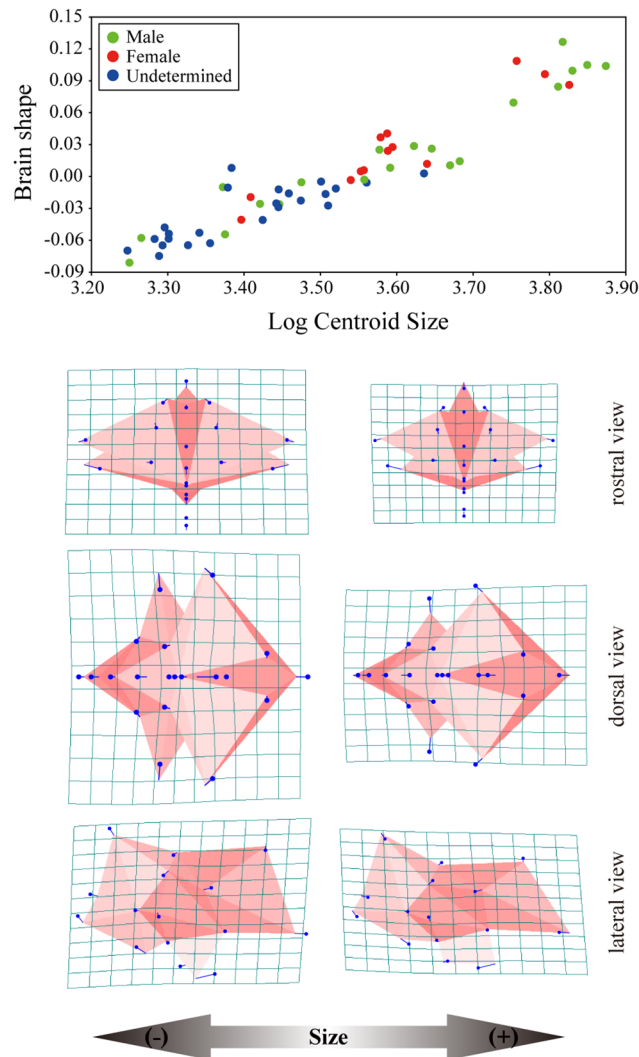 0.15
0.12
0.09
0.06
0.03
0.00
-0.03
-0.06
-0.09
Brain shape
Male
Female
Undetermined
3.20 3.30 3.40 3.50 3.60 3.70 3.80 3.90
Log Centroid Size
rostral view
dorsal view
lateral view
(-) Size (+)